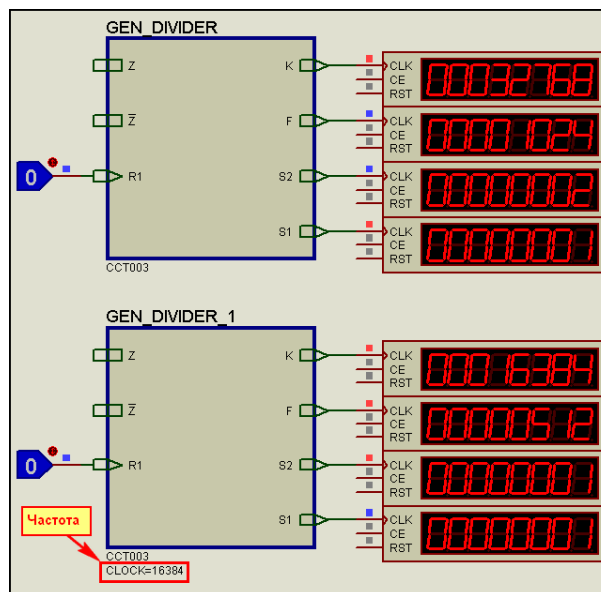 GEN_DIVIDER
Z K CLK 00032768
CE
RST
Z F CLK 00001024
CE
RST
0 R1 S2 CLK 00000002
CE
RST
S1 CLK 00000001
CE
RST
CCT003
GEN_DIVIDER_1
Z K CLK 00016384
CE
RST
Z F CLK 00000512
CE
RST
0 R1 S2 CLK 00000001
CE
RST
Частота S1 CLK 00000001
CE
RST
CCT003
CLOCK=16384